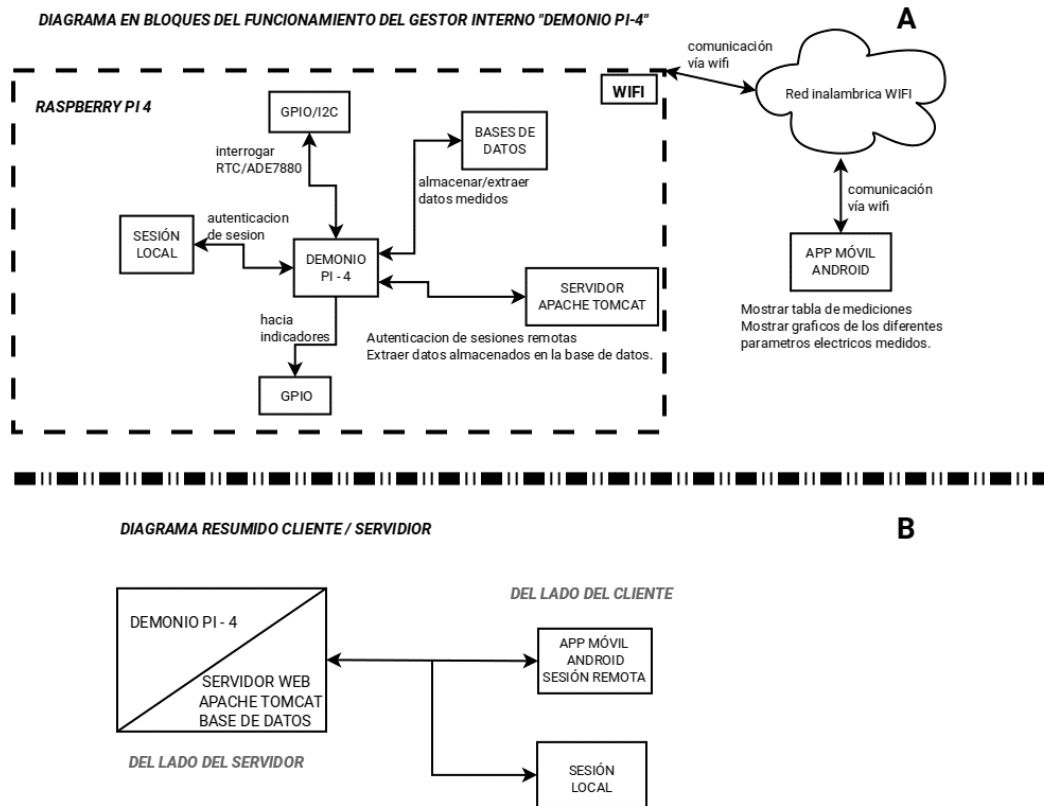 DIAGRAMA EN BLOQUES DEL FUNCIONAMIENTO DEL GESTOR INTERNO "DEMONIO PI-4"
A
comunicación
vía wifi
WIFI
Red inalambrica WIFI
RASPBERRY PI 4
GPIO/I2C
BASES DE
DATOS
interrogar
RTC/ADE7880
almacenar/extraer
datos medidos
comunicación
vía wifi
autenticacion
de sesion
SESIÓN
LOCAL
DEMONIO
PI - 4
APP MÓVIL
ANDROID
SERVIDOR
APACHE TOMCAT
Mostrar tabla de mediciones
Mostrar graficos de los diferentes
parametros electricos medidos.
hacia
indicadores
Autenticacion de sesiones remotas
Extraer datos almacenados en la base de datos.
GPIO
DIAGRAMA RESUMIDO CLIENTE / SERVIDIOR
B
DEL LADO DEL CLIENTE
DEMONIO PI - 4
SERVIDOR WEB
APACHE TOMCAT
BASE DE DATOS
APP MÓVIL
ANDROID
SESIÓN REMOTA
DEL LADO DEL SERVIDOR
SESIÓN
LOCAL